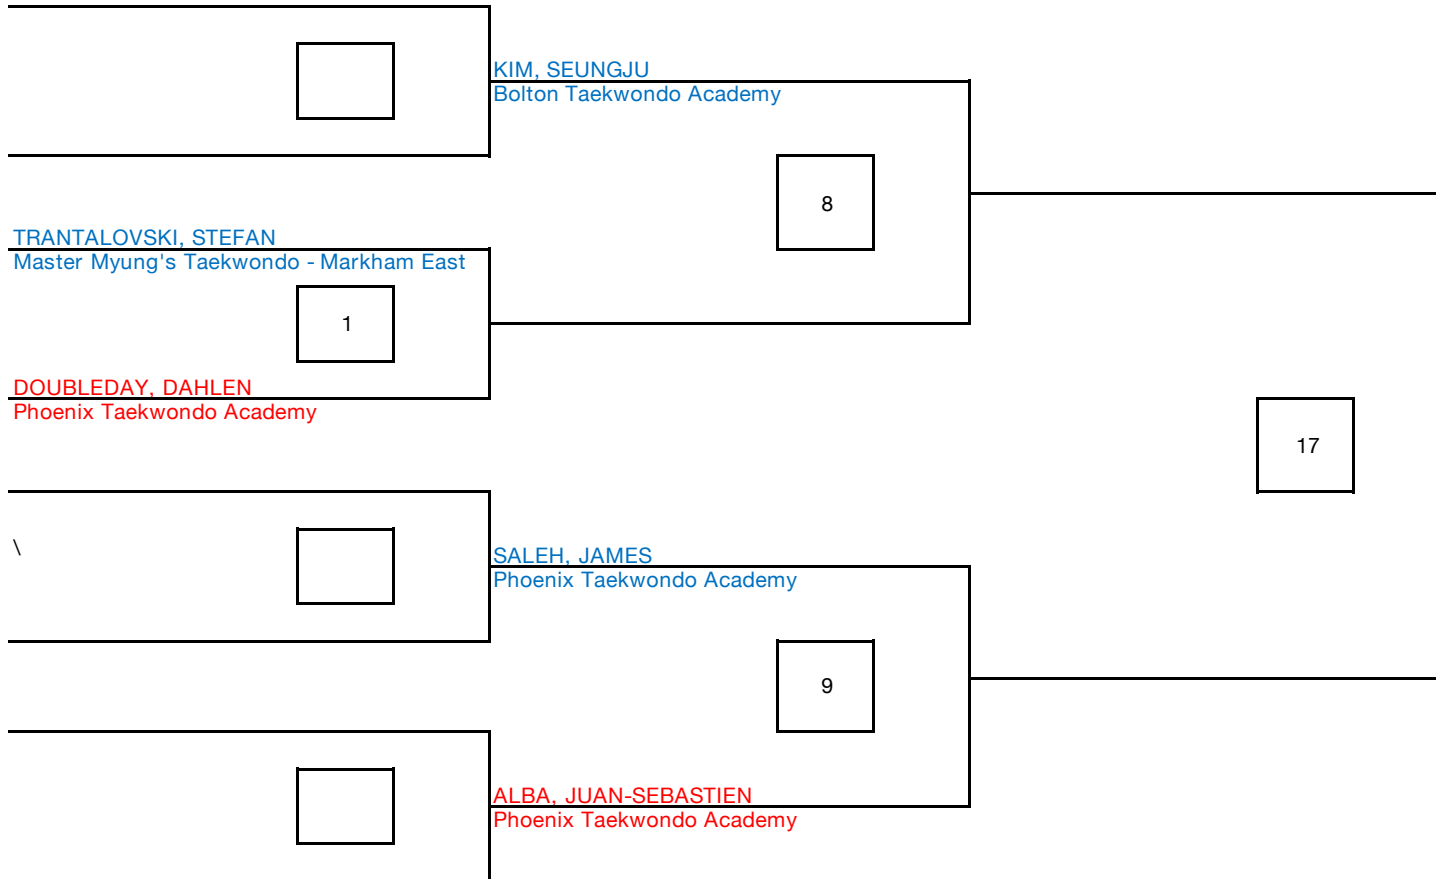 KIM, SEUNGJU
Bolton Taekwondo Academy
8
TRANTALOVSKI, STEFAN
Master Myung's Taekwondo - Markham East
1
DOUBLEDAY, DAHLEN
Phoenix Taekwondo Academy
17
\
SALEH, JAMES
Phoenix Taekwondo Academy
9
ALBA, JUAN-SEBASTIEN
Phoenix Taekwondo Academy